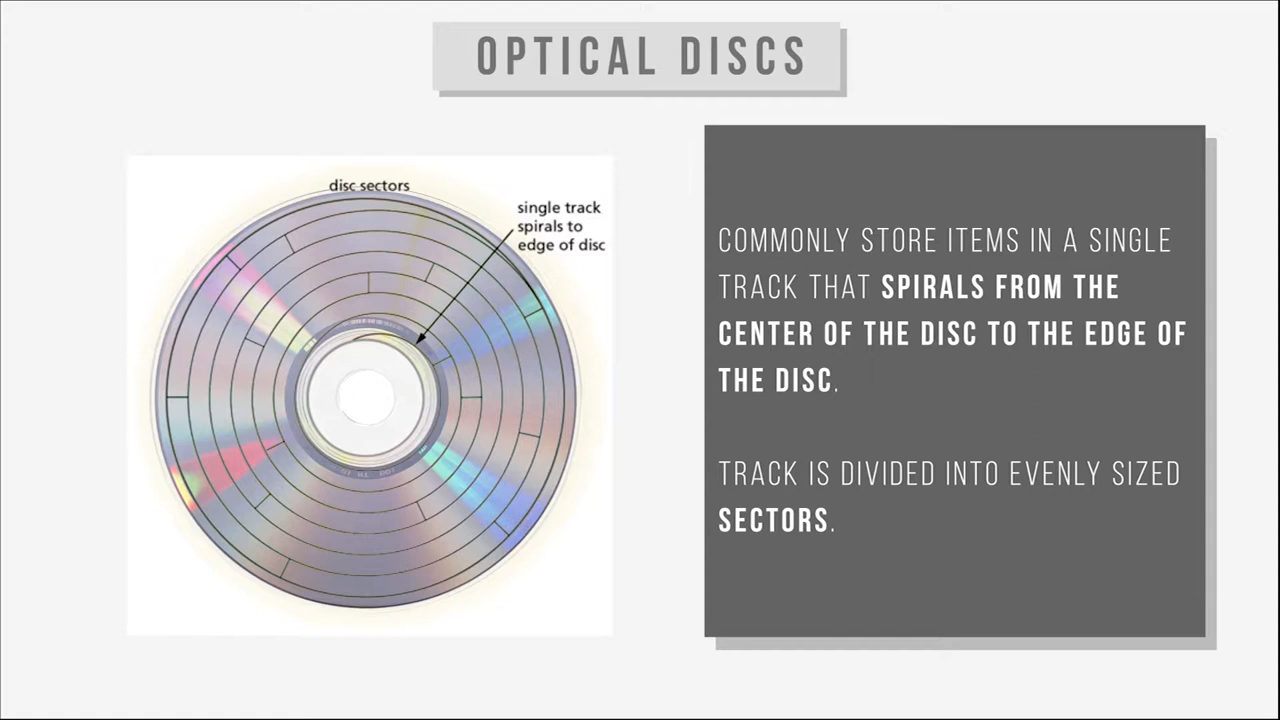 OPTICAL DISCS
disc sectors
single track
spirals to
edge of disc
COMMONLY STORE ITEMS IN A SINGLE
TRACK THAT SPIRALS FROM THE
CENTER OF THE DISC TO THE EDGE OF
THE DISC.
TRACK IS DIVIDED INTO EVENLY SIZED
SECTORS.